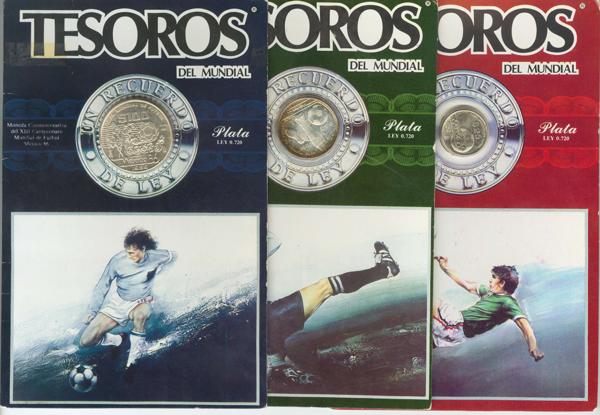 TESOROS
DEL MUNDIAL
UN RECUERDO
DE LEY
$100
Moneda Conmemorativa
del XIII Campeonato
Mundial de Futbol
México 86
Plata
LEY 0.720
SOROS
DEL MUNDIAL
UN RECUERDO
DE LEY
Plata
LEY 0.720
SOROS
DEL MUNDIAL
RECUERDO
DE LEY
Plata
LEY 0.720